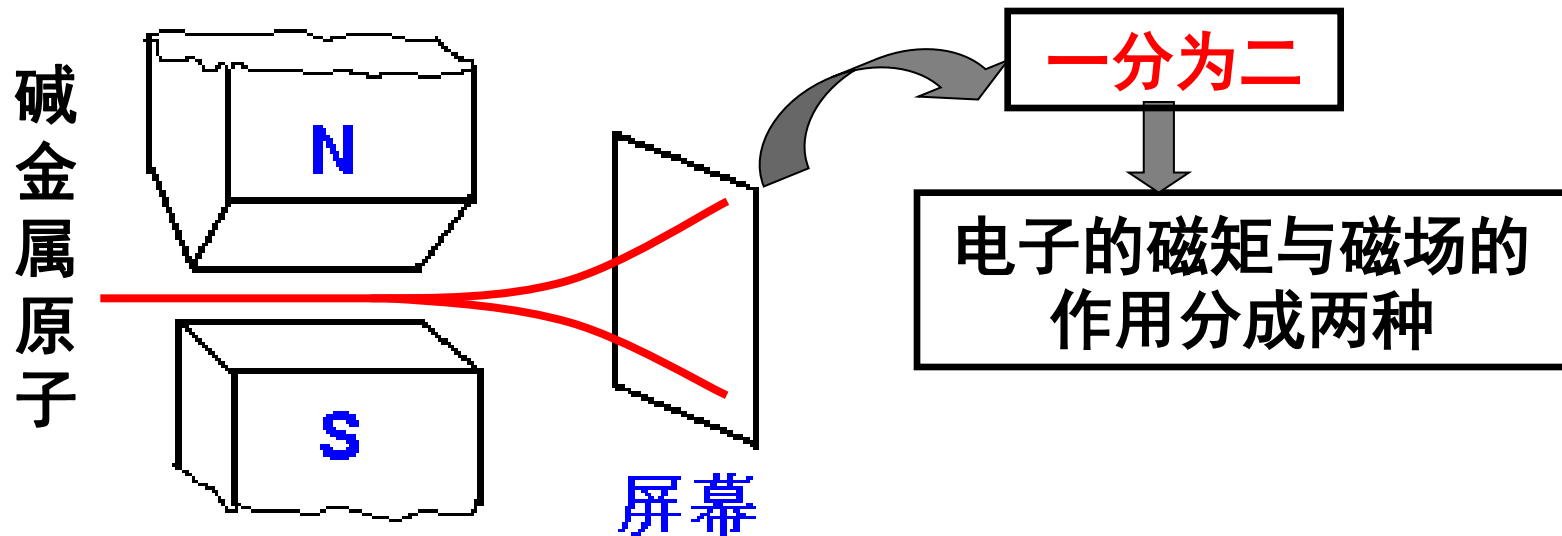 碱金属原子
N
S
屏幕
一分为二
电子的磁矩与磁场的
作用分成两种